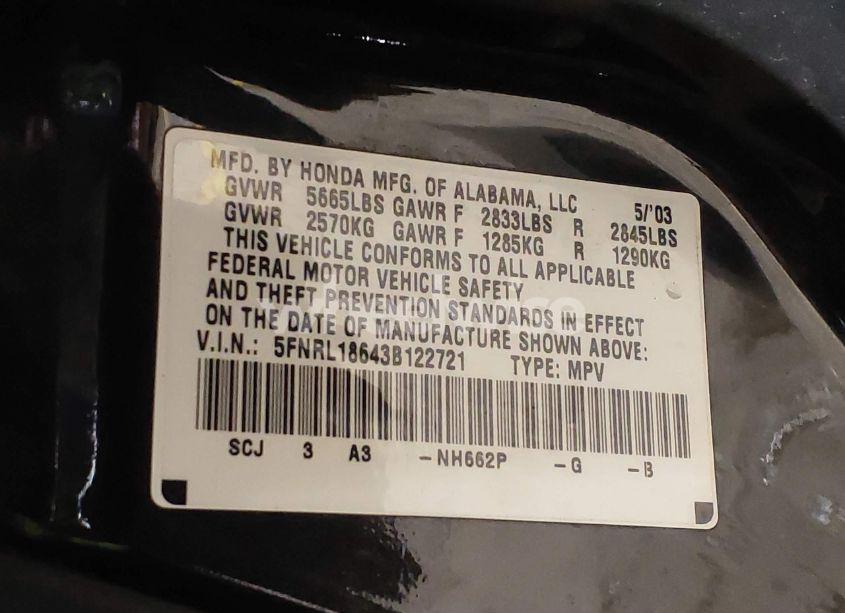 MFD. BY HONDA MFG. OF ALABAMA, LLC 5/'03
GVWR 5665LBS GAWR F 2833LBS R 2845LBS
GVWR 2570KG GAWR F 1285KG R 1290KG
THIS VEHICLE CONFORMS TO ALL APPLICABLE
FEDERAL MOTOR VEHICLE SAFETY
AND THEFT PREVENTION STANDARDS IN EFFECT
ON THE DATE OF MANUFACTURE SHOWN ABOVE:
V.I.N.: 5FNRL18643B122721 TYPE: MPV
SCJ 3 A3 -NH662P -G -B